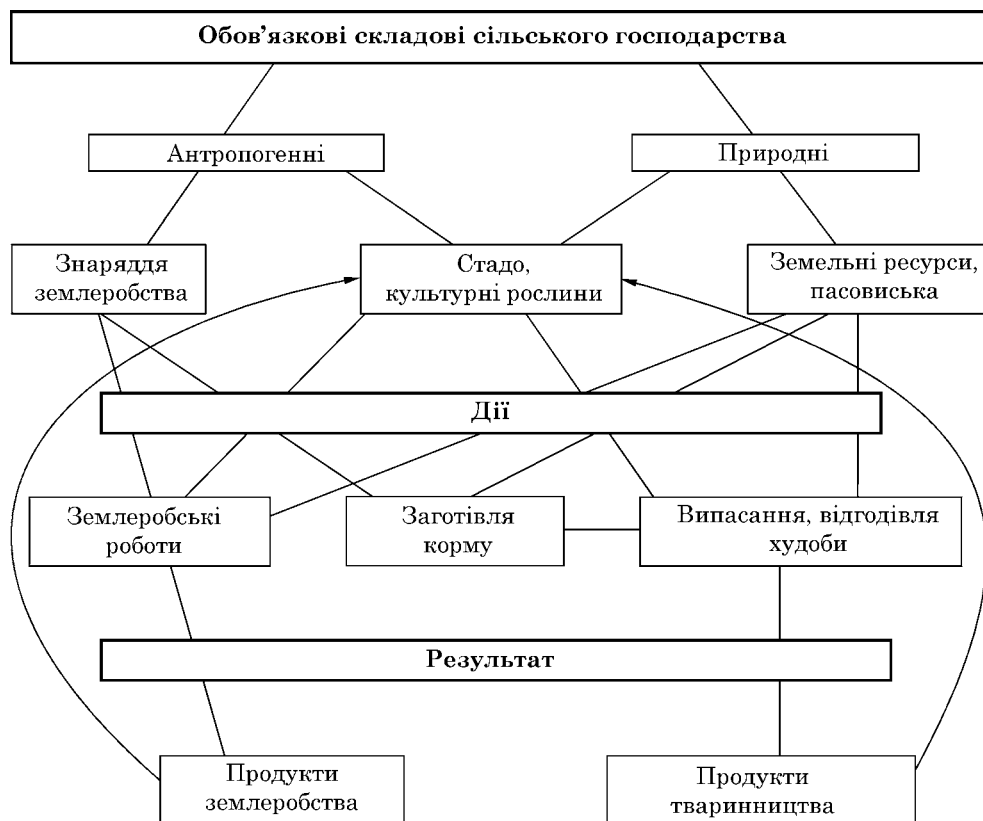 Обов’язкові складові сільського господарства
Антропогенні
Природні
Знаряддя
землеробства
Стадо,
культурні рослини
Земельні ресурси,
пасовиська
Дії
Землеробські
роботи
Заготівля
корму
Випасання, відгодівля
худоби
Результат
Продукти
землеробства
Продукти
тваринництва